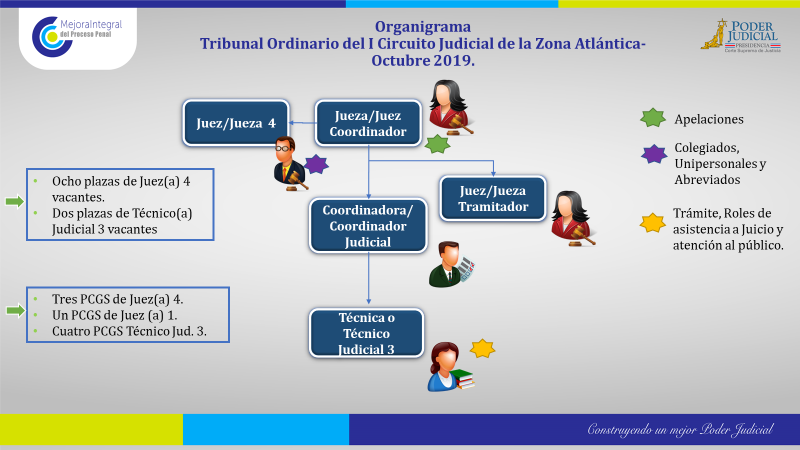 MejoraIntegral
del Proceso Penal
Organigrama
Tribunal Ordinario del I Circuito Judicial de la Zona Atlántica-
Octubre 2019.
PODER
JUDICIAL
PRESIDENCIA
Corte Suprema de Justicia
Juez/Jueza 4
Jueza/Juez
Coordinador
Apelaciones
Colegiados,
Unipersonales y
Abreviados
• Ocho plazas de Juez(a) 4
vacantes.
• Dos plazas de Técnico(a)
Judicial 3 vacantes
Juez/Jueza
Tramitador
Coordinadora/
Coordinador
Judicial
Trámite, Roles de
asistencia a Juicio y
atención al público.
• Tres PCGS de Juez(a) 4.
• Un PCGS de Juez (a) 1.
• Cuatro PCGS Técnico Jud. 3.
Técnica o
Técnico
Judicial 3
Construyendo un mejor Poder Judicial